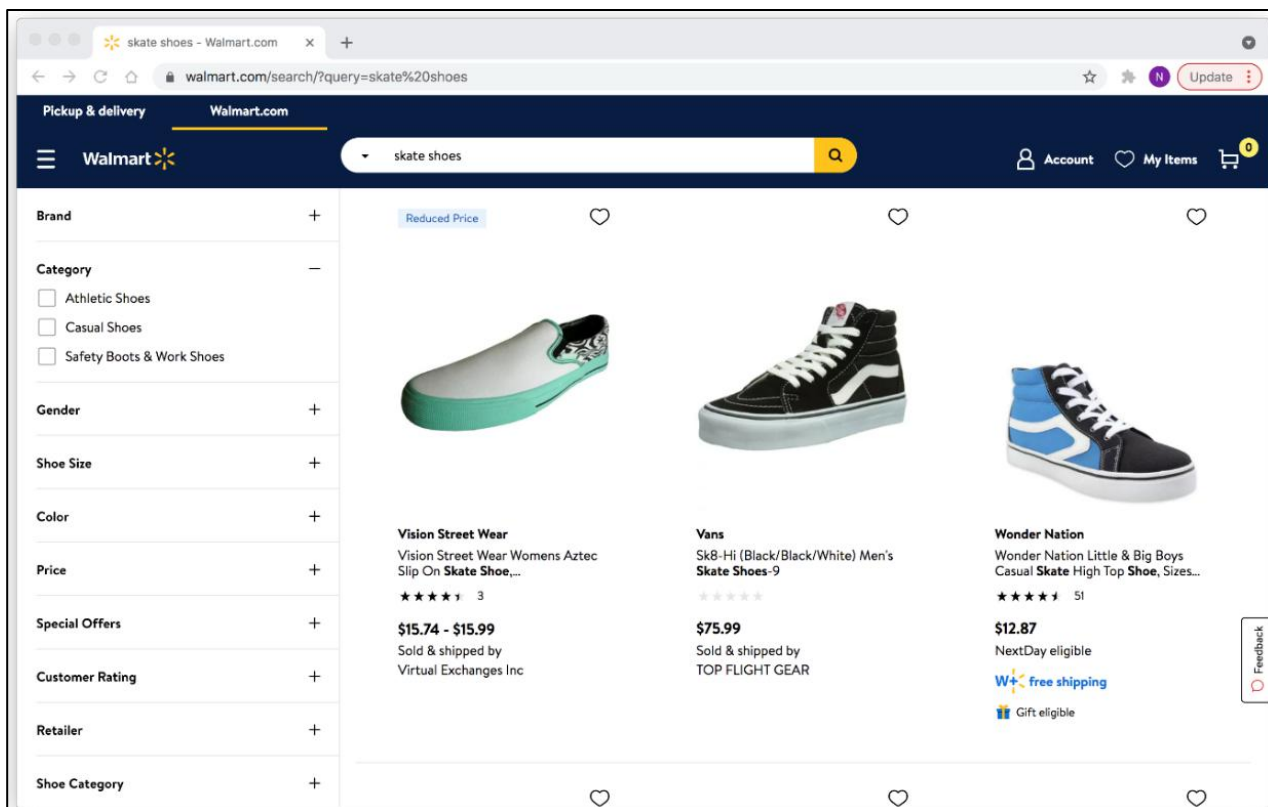 skate shoes - Walmart.com
walmart.com/search/?query=skate%20shoes
N
Update
Pickup & delivery
Walmart.com
Walmart
skate shoes
Account
My Items
0
Brand
Category
Athletic Shoes
Casual Shoes
Safety Boots & Work Shoes
Gender
Shoe Size
Color
Price
Special Offers
Customer Rating
Retailer
Shoe Category
Reduced Price
Vision Street Wear
Vision Street Wear Womens Aztec
Slip On Skate Shoe,...
3
$15.74 - $15.99
Sold & shipped by
Virtual Exchanges Inc
Vans
Sk8-Hi (Black/Black/White) Men's
Skate Shoes-9
$75.99
Sold & shipped by
TOP FLIGHT GEAR
Wonder Nation
Wonder Nation Little & Big Boys
Casual Skate High Top Shoe, Sizes...
51
$12.87
NextDay eligible
W+ free shipping
Gift eligible
Feedback